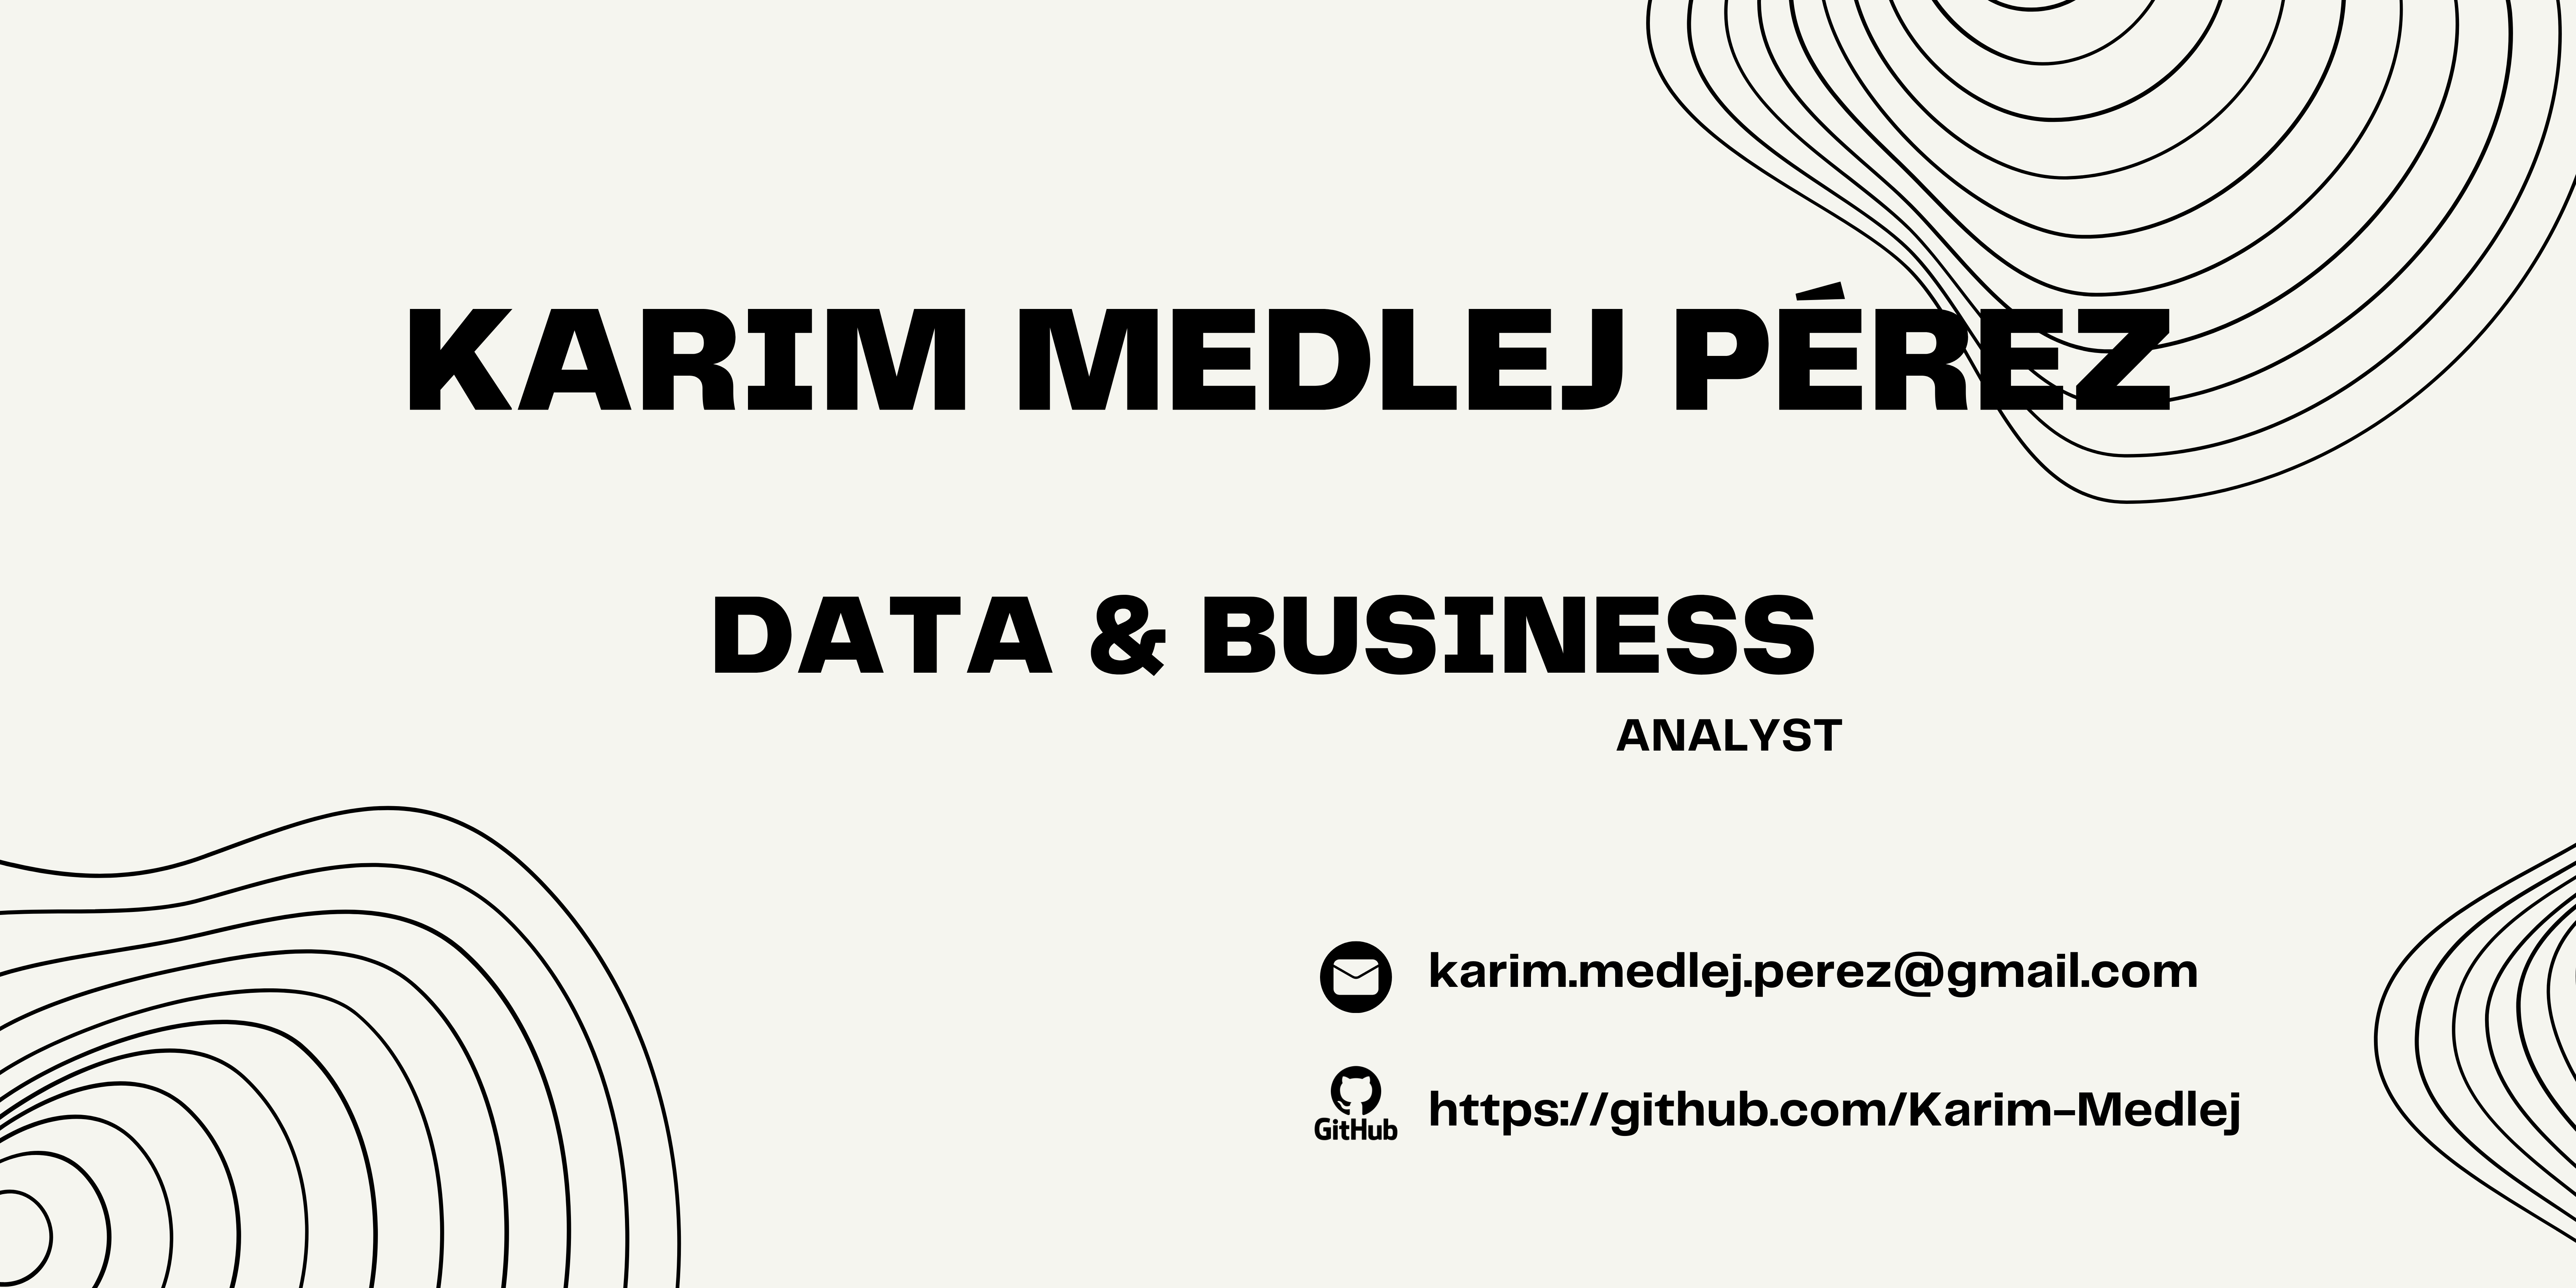 KARIM MEDLEJ PÉREZ
DATA & BUSINESS
ANALYST
karim.medlej.perez@gmail.com
GitHub
https://github.com/Karim-Medlej